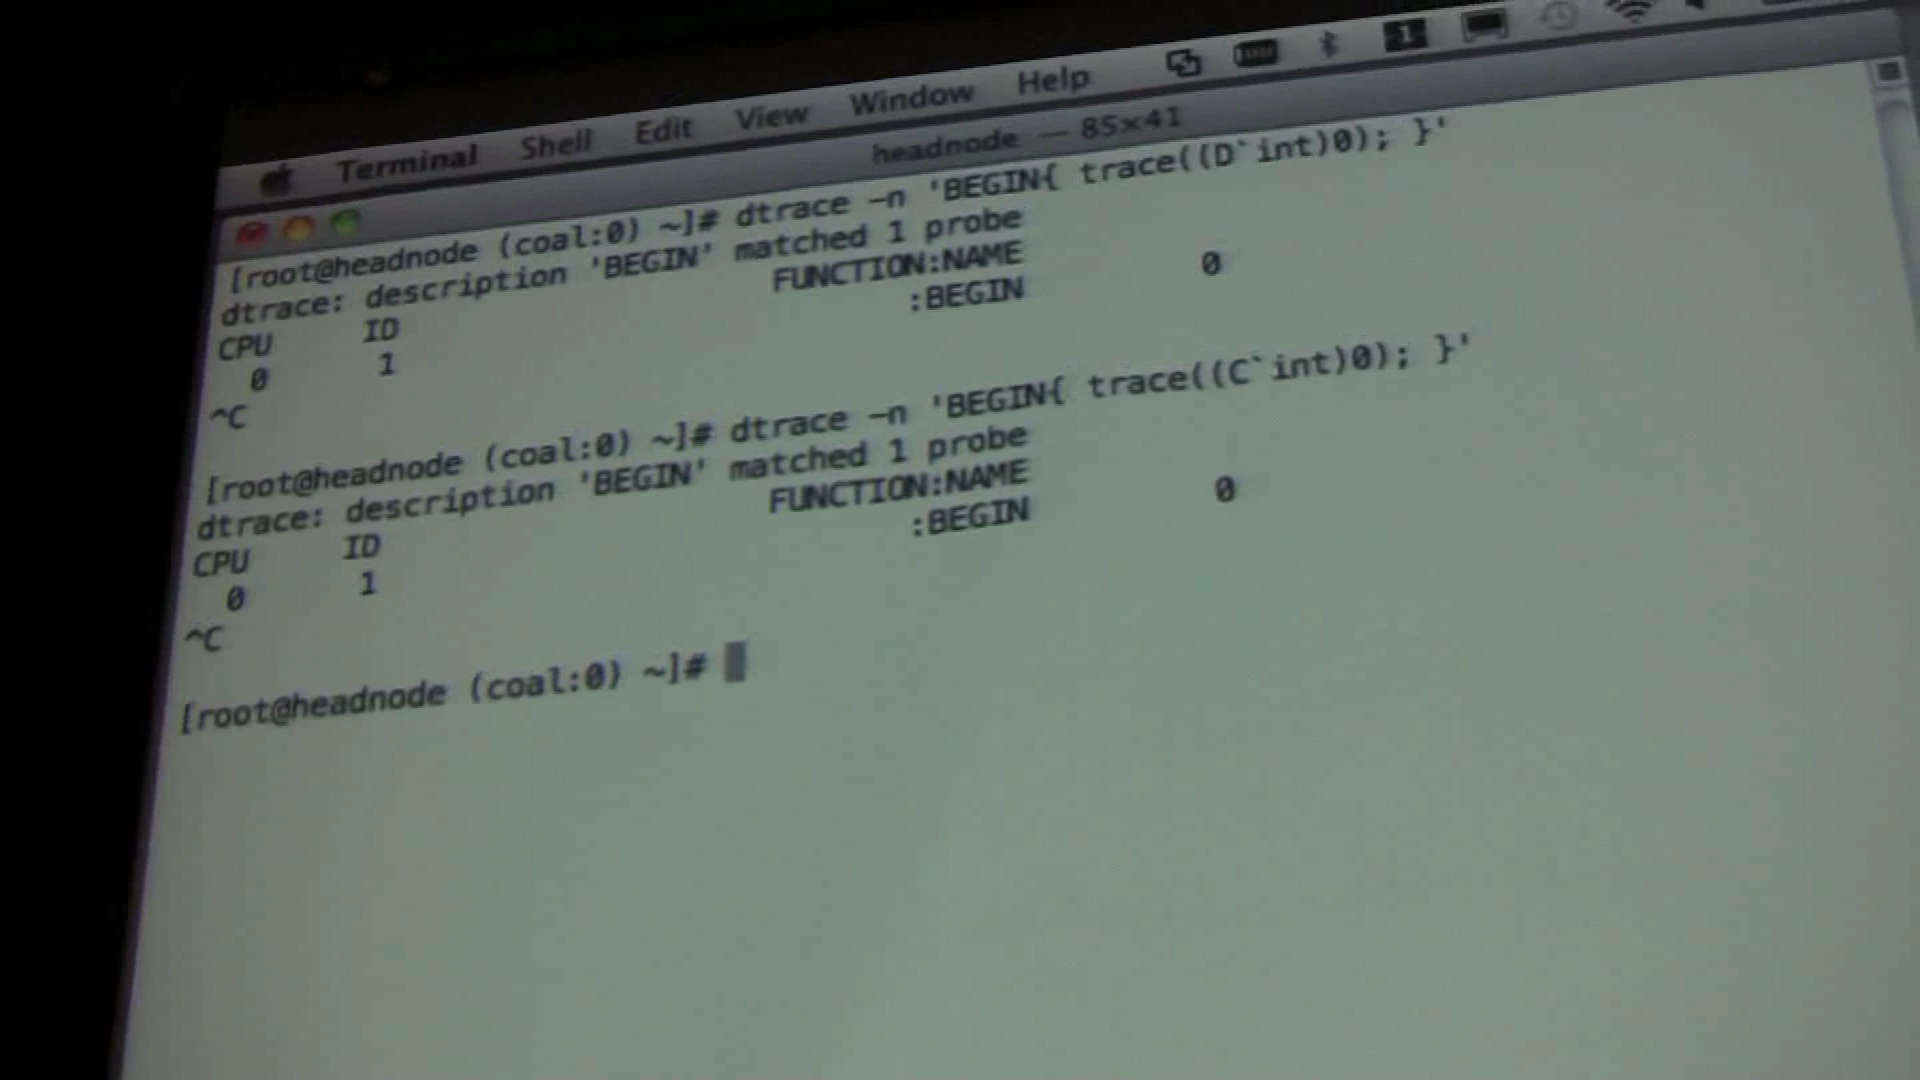 Terminal Shell Edit View Window Help
headnode — 85×41
[root@headnode (coal:0) ~]# dtrace -n 'BEGIN{ trace((D`int)0); }'
dtrace: description 'BEGIN' matched 1 probe
CPU ID FUNCTION:NAME
0 1 :BEGIN 0
^C
[root@headnode (coal:0) ~]# dtrace -n 'BEGIN{ trace((C`int)0); }'
dtrace: description 'BEGIN' matched 1 probe
CPU ID FUNCTION:NAME
0 1 :BEGIN 0
^C
[root@headnode (coal:0) ~]#